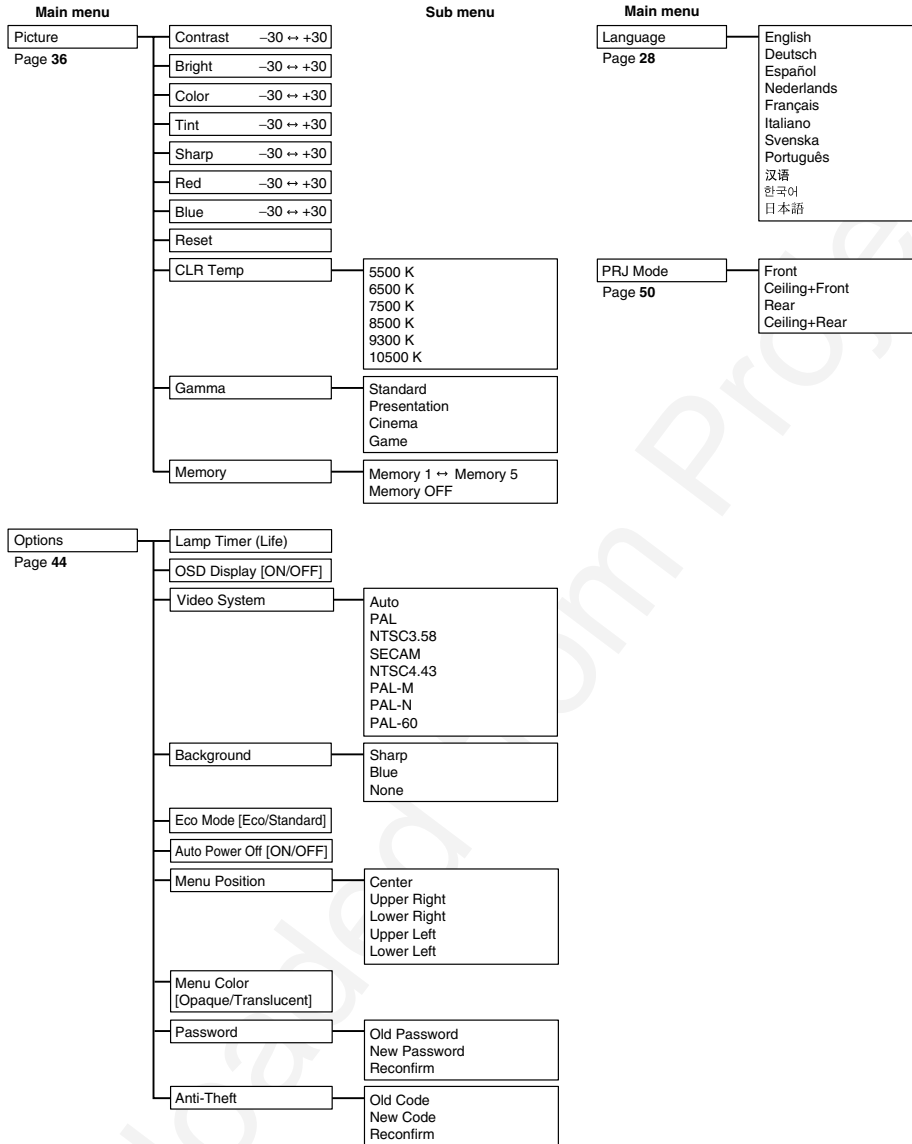 Main menu
Sub menu
Picture
Page 36
Contrast −30 ↔ +30
Bright −30 ↔ +30
Color −30 ↔ +30
Tint −30 ↔ +30
Sharp −30 ↔ +30
Red −30 ↔ +30
Blue −30 ↔ +30
Reset
CLR Temp
5500 K
6500 K
7500 K
8500 K
9300 K
10500 K
Gamma
Standard
Presentation
Cinema
Game
Memory
Memory 1 ↔ Memory 5
Memory OFF
Options
Page 44
Lamp Timer (Life)
OSD Display [ON/OFF]
Video System
Auto
PAL
NTSC3.58
SECAM
NTSC4.43
PAL-M
PAL-N
PAL-60
Background
Sharp
Blue
None
Eco Mode [Eco/Standard]
Auto Power Off [ON/OFF]
Menu Position
Center
Upper Right
Lower Right
Upper Left
Lower Left
Menu Color
[Opaque/Translucent]
Password
Old Password
New Password
Reconfirm
Anti-Theft
Old Code
New Code
Reconfirm
Main menu
Language
Page 28
English
Deutsch
Español
Nederlands
Français
Italiano
Svenska
Português
汉语
한국어
日本語
PRJ Mode
Page 50
Front
Ceiling+Front
Rear
Ceiling+Rear